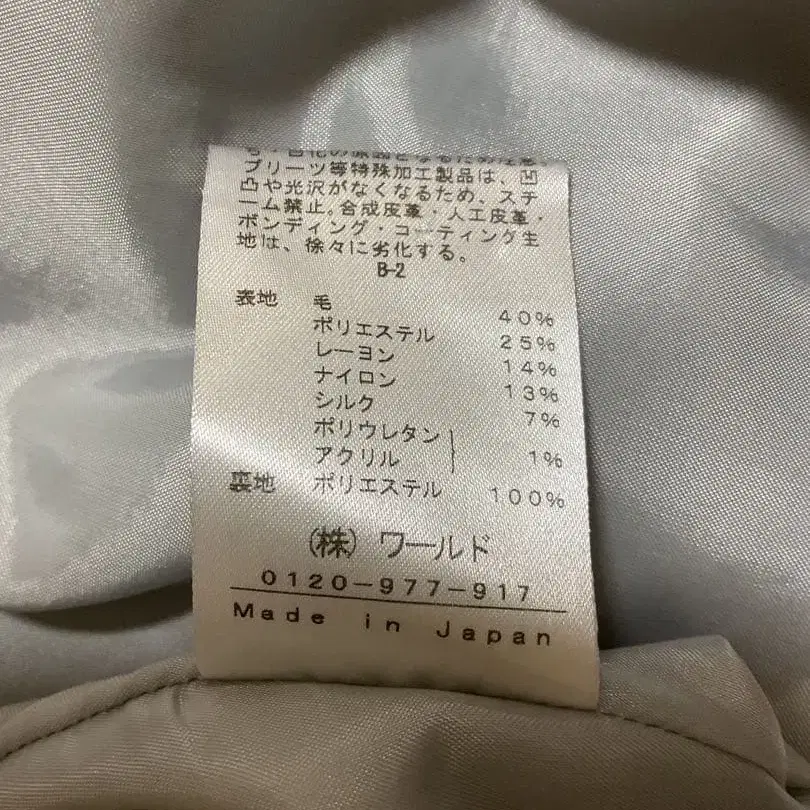 プリーツ等特殊加工製品は、凹
凸や光沢がなくなるため、スチ
ーム禁止。合成皮革・人工皮革・
ボンディング・コーティング生
地は、徐々に劣化する。
B-2
表地 毛 40%
ポリエステル 25%
レーヨン 14%
ナイロン 13%
シルク 7%
ポリウレタン
アクリル 1%
裏地 ポリエステル 100%
(株)ワールド
0120-977-917
Made in Japan